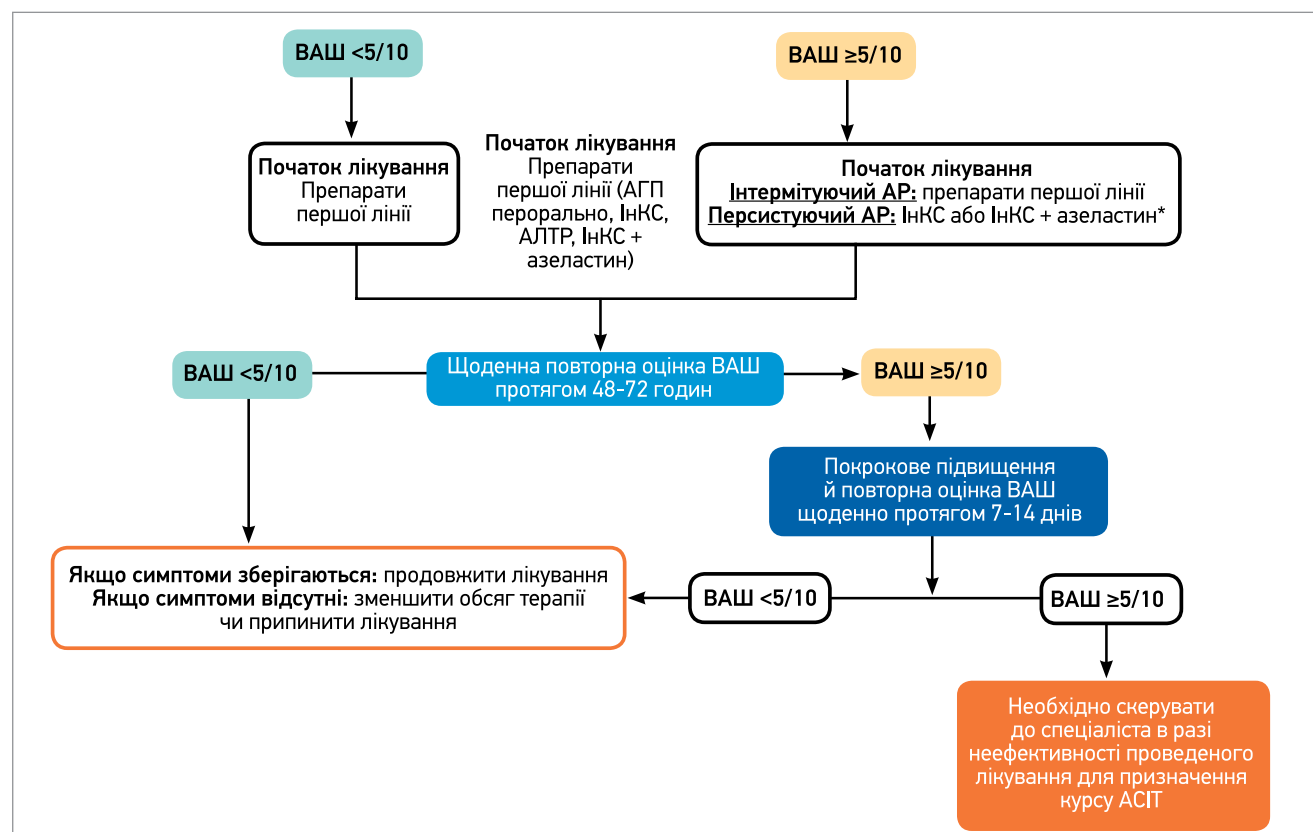 ВАШ <5/10
ВАШ ≥5/10
Початок лікування
Препарати
першої лінії
Початок лікування
Препарати
першої лінії (АГП
перорально, ІнКС,
АЛТР, ІнКС +
азеластин)
Початок лікування
Інтермітуючий АР: препарати першої лінії
Персистуючий АР: ІнКС або ІнКС + азеластин*
ВАШ <5/10
Щоденна повторна оцінка ВАШ
протягом 48-72 годин
ВАШ ≥5/10
Покрокове підвищення
й повторна оцінка ВАШ
щоденно протягом 7-14 днів
Якщо симптоми зберігаються: продовжити лікування
Якщо симптоми відсутні: зменшити обсяг терапії
чи припинити лікування
ВАШ <5/10
ВАШ ≥5/10
Необхідно скерувати
до спеціаліста в разі
неефективності проведеного
лікування для призначення
курсу АСІТ